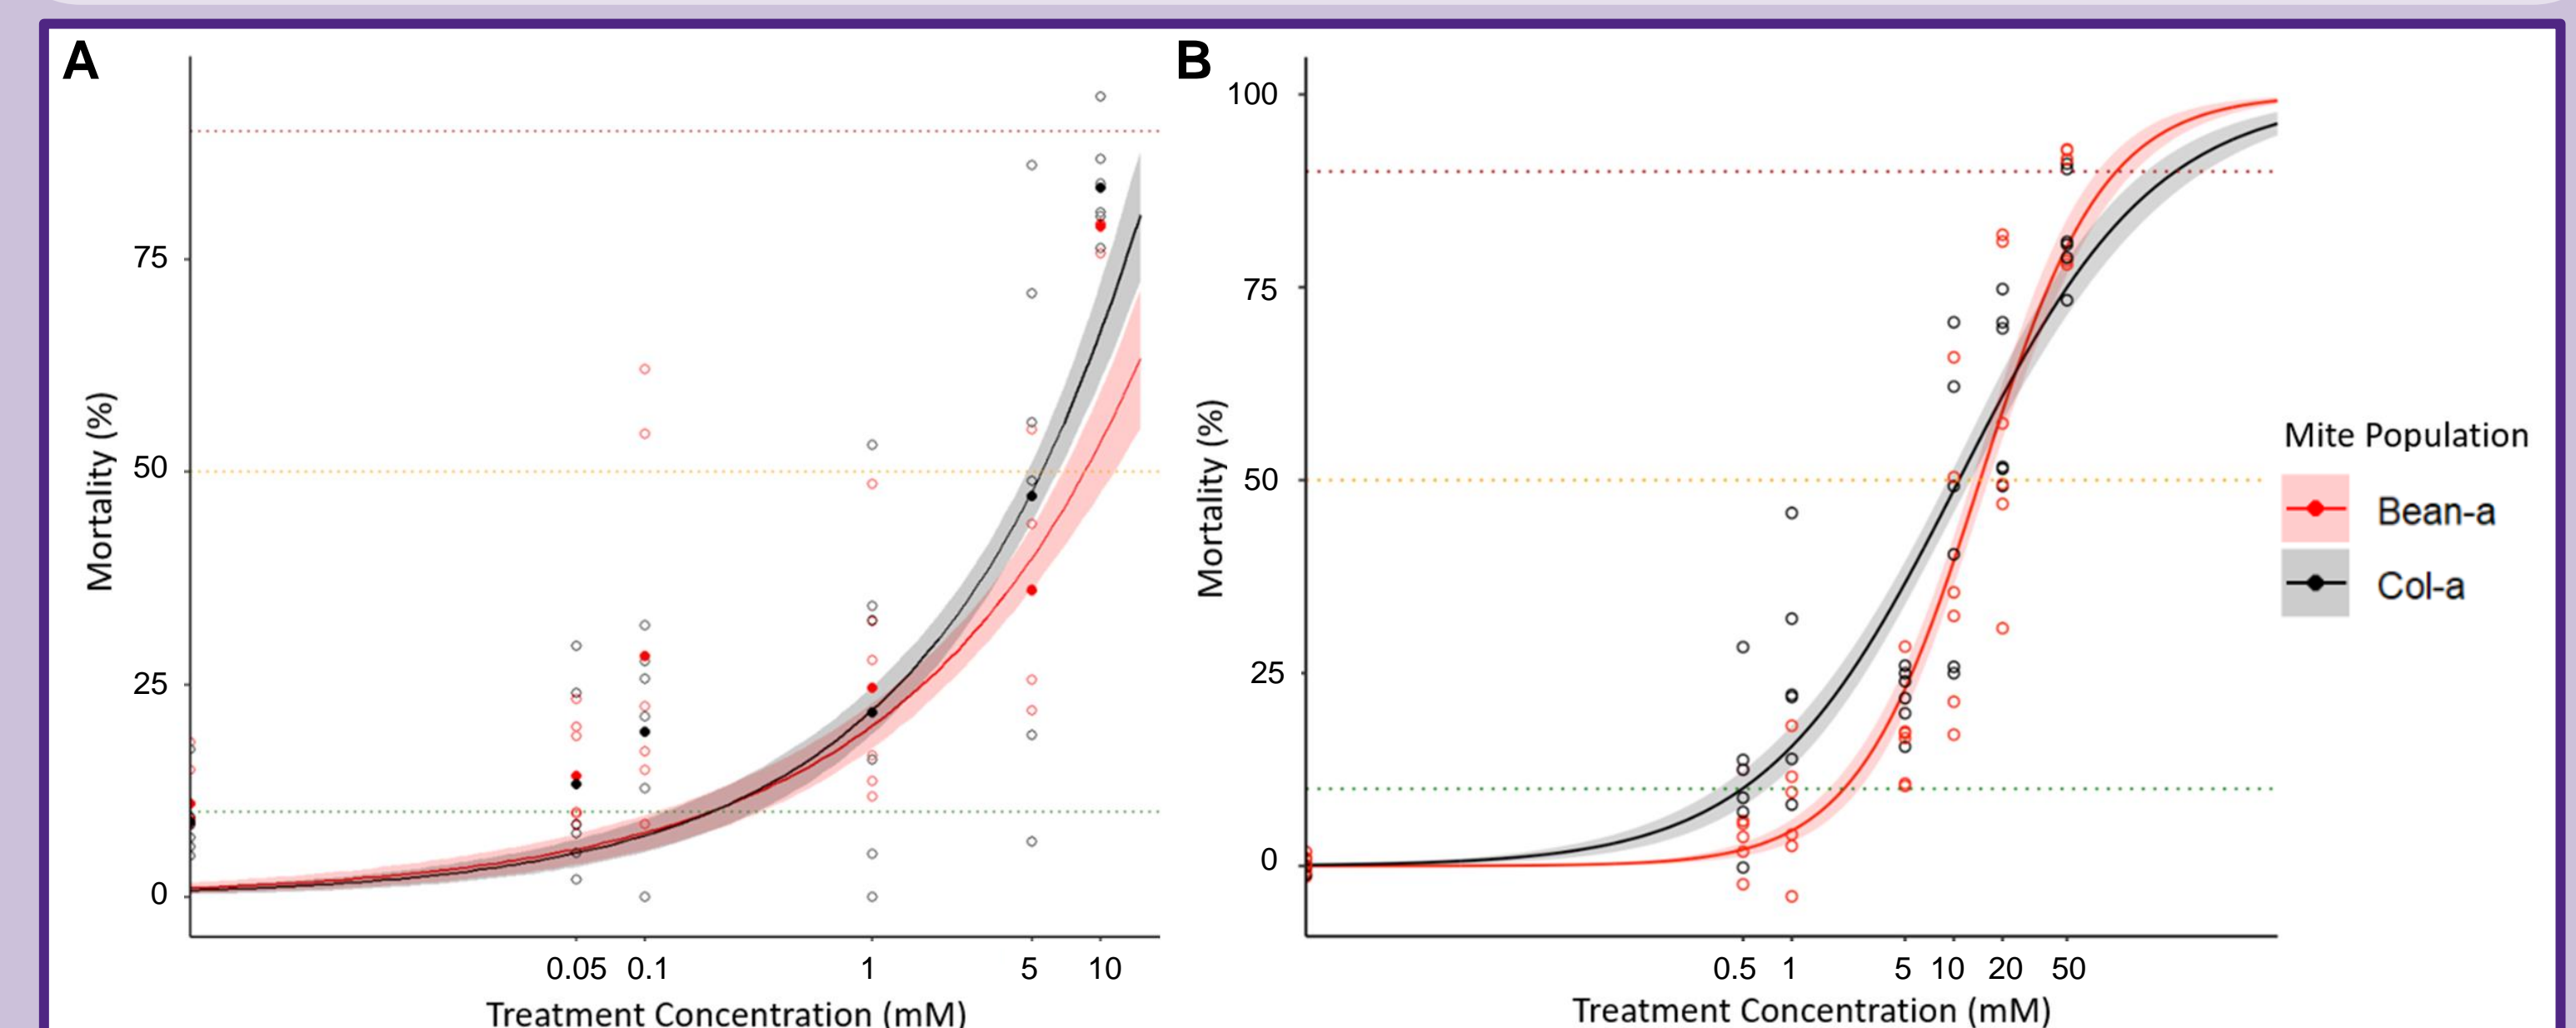 A
75
50
25
0
Mortality (%)
0.05 0.1 1 5 10
Treatment Concentration (mM)
B
100
75
50
25
0
Mortality (%)
0.5 1 5 10 20 50
Treatment Concentration (mM)
Mite Population
Bean-a
Col-a